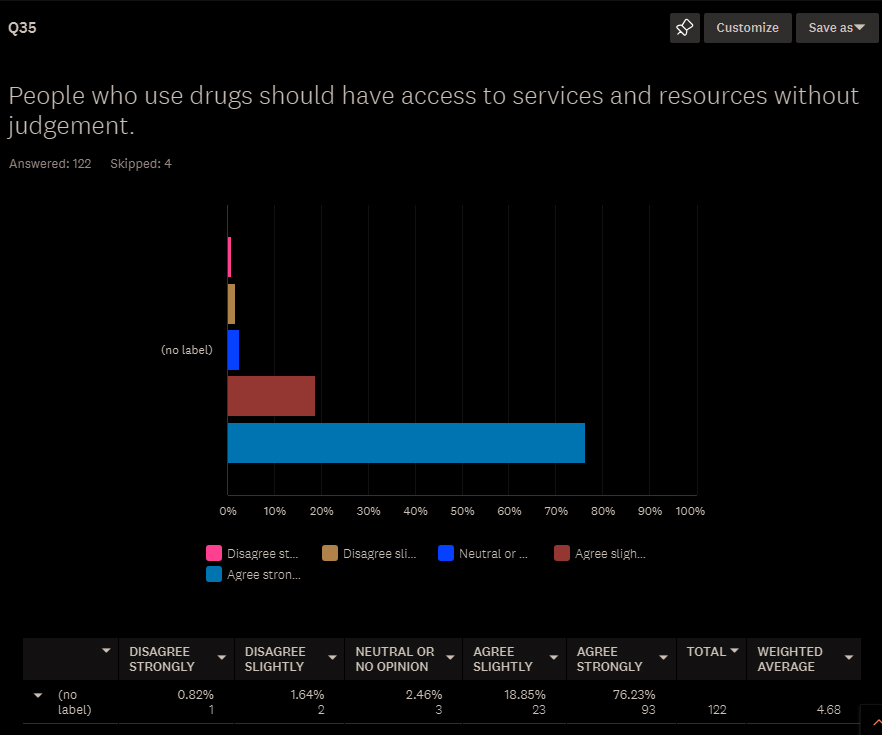 Q35
Customize
Save as
People who use drugs should have access to services and resources without
judgement.
Answered: 122 Skipped: 4
(no label)
0% 10% 20% 30% 40% 50% 60% 70% 80% 90% 100%
Disagree st... Disagree sli... Neutral or ... Agree sligh...
Agree stron...
DISAGREE STRONGLY DISAGREE SLIGHTLY NEUTRAL OR NO OPINION AGREE SLIGHTLY AGREE STRONGLY TOTAL WEIGHTED AVERAGE
(no 0.82% 1.64% 2.46% 18.85% 76.23%
label) 1 2 3 23 93 122 4.68